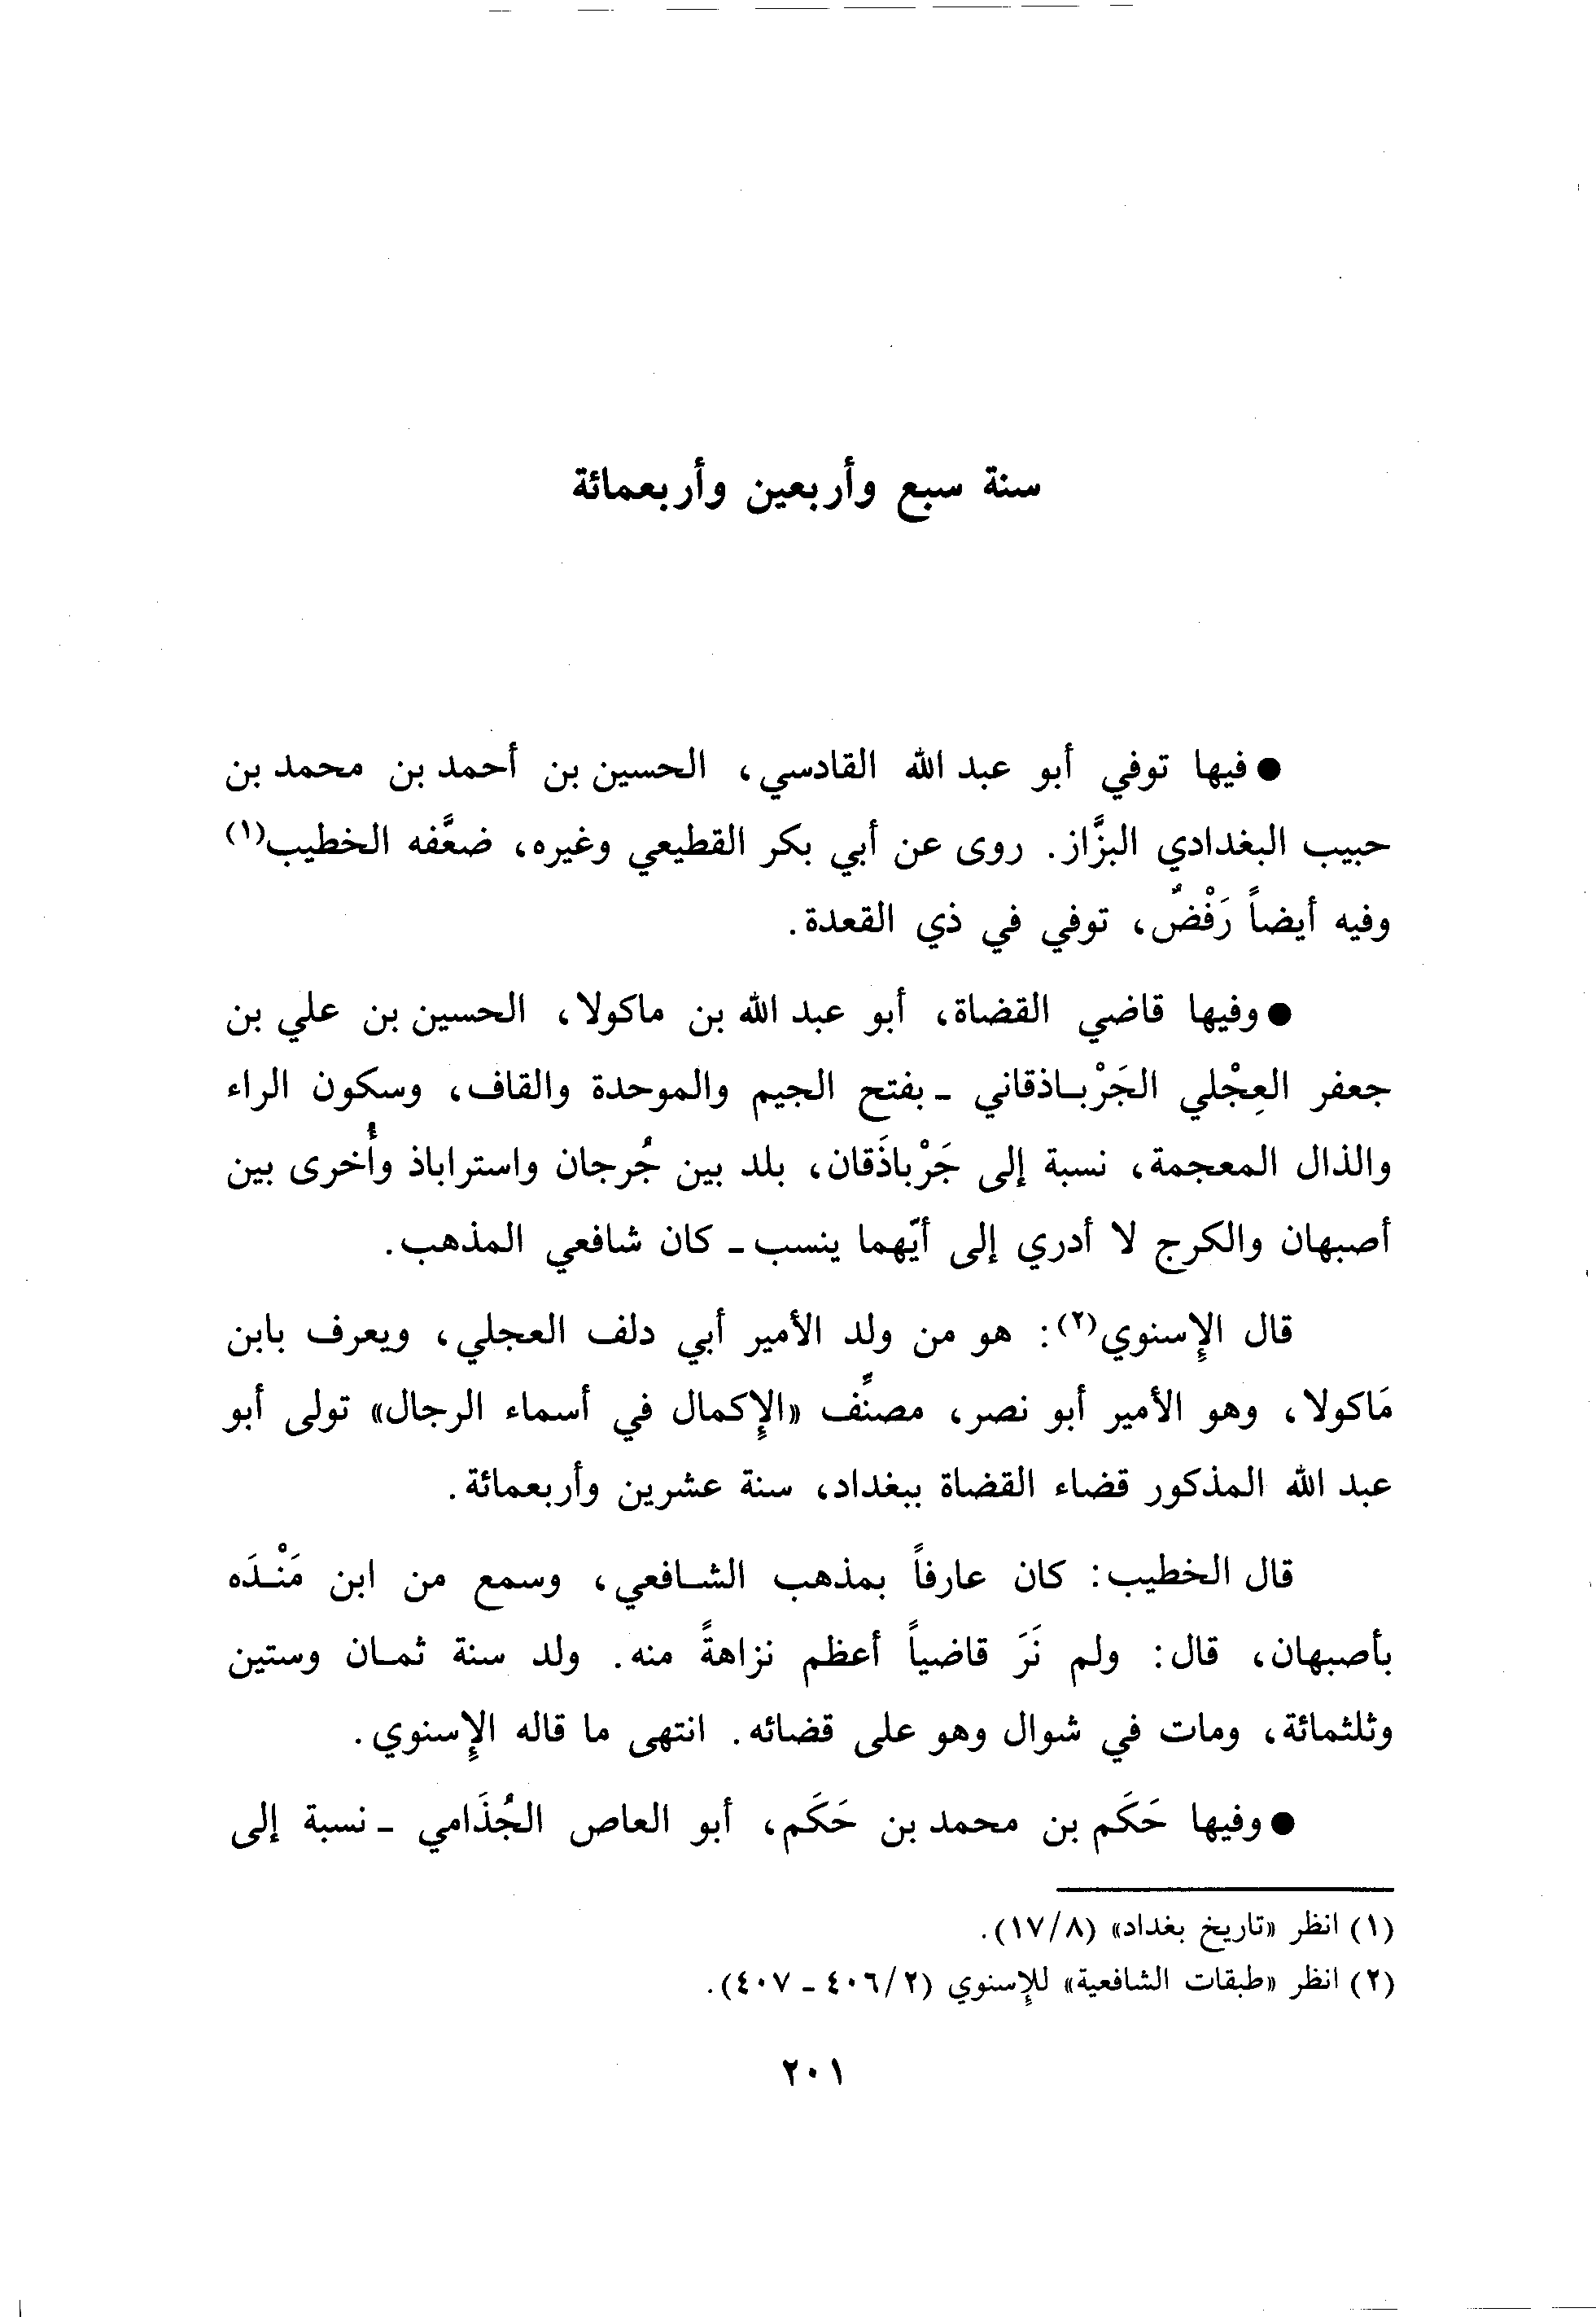 سنة سبع وأربعين وأربعمائة
● فيها توفي أبو عبد الله القادسي، الحسين بن أحمد بن محمد بن
حبيب البغدادي البزَّاز. روى عن أبي بكر القطيعي وغيره، ضعَّفه الخطيب(١)
وفيه أيضاً رَفْضٌ، توفي في ذي القعدة.
● وفيها قاضي القضاة، أبو عبد الله بن ماكولا، الحسين بن علي بن
جعفر العِجْلي الجَرْبـاذقاني - بفتح الجيم والموحدة والقاف، وسكون الراء
والذال المعجمة، نسبة إلى جَرْباذَقان، بلد بين جُرجان واستراباذ وأُخرى بين
أصبهان والكرج لا أدري إلى أيّهما ينسب - كان شافعي المذهب.
قال الإسنوي(٢): هو من ولد الأمير أبي دلف العجلي، ويعرف بابن
مَاكولا، وهو الأمير أبو نصر، مصنِّف «الإكمال في أسماء الرجال» تولى أبو
عبد الله المذكور قضاء القضاة ببغداد، سنة عشرين وأربعمائة.
قال الخطيب: كان عارفاً بمذهب الشـافعي، وسمع من ابن مَنْـدَه
بأصبهان، قال: ولم نَرَ قاضياً أعظم نزاهةً منه. ولد سنة ثمـان وستين
وثلثمائة، ومات في شوال وهو على قضائه. انتهى ما قاله الإسنوي.
● وفيها حَكَم بن محمد بن حَكَم، أبو العاص الجُذَامي - نسبة إلى
(١) انظر «تاريخ بغداد» (١٧/٨).
(٢) انظر «طبقات الشافعية» للإسنوي (٤٠٦/٢ - ٤٠٧).
٢٠١